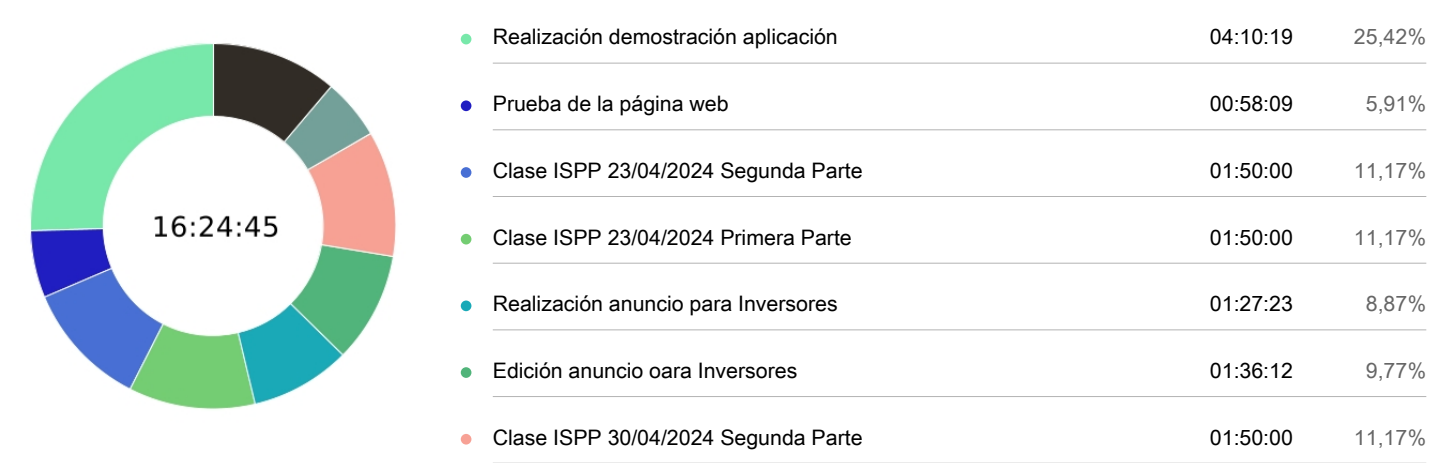 Realización demostración aplicación 04:10:19 25,42%
Prueba de la página web 00:58:09 5,91%
Clase ISPP 23/04/2024 Segunda Parte 01:50:00 11,17%
16:24:45
Clase ISPP 23/04/2024 Primera Parte 01:50:00 11,17%
Realización anuncio para Inversores 01:27:23 8,87%
Edición anuncio oara Inversores 01:36:12 9,77%
Clase ISPP 30/04/2024 Segunda Parte 01:50:00 11,17%